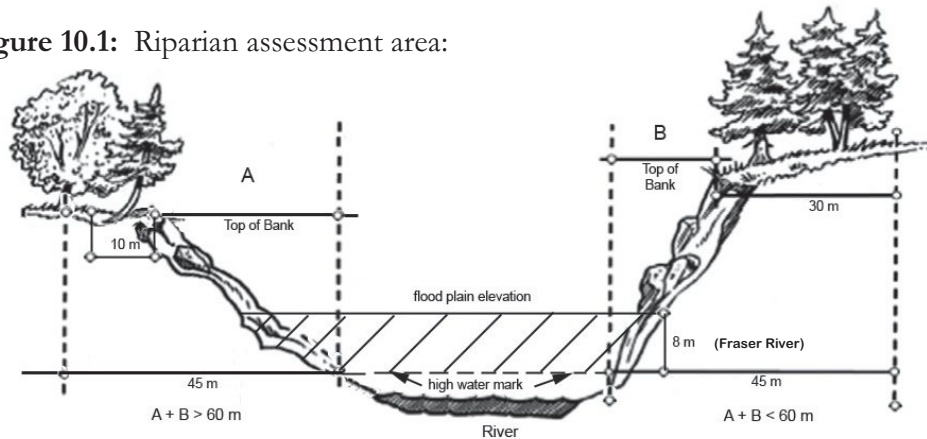 gure 10.1: Riparian assessment area:
A
B
Top of Bank
Top of
Bank
10 m
30 m
flood plain elevation
8 m (Fraser River)
45 m
high water mark
45 m
A + B > 60 m
A + B < 60 m
River